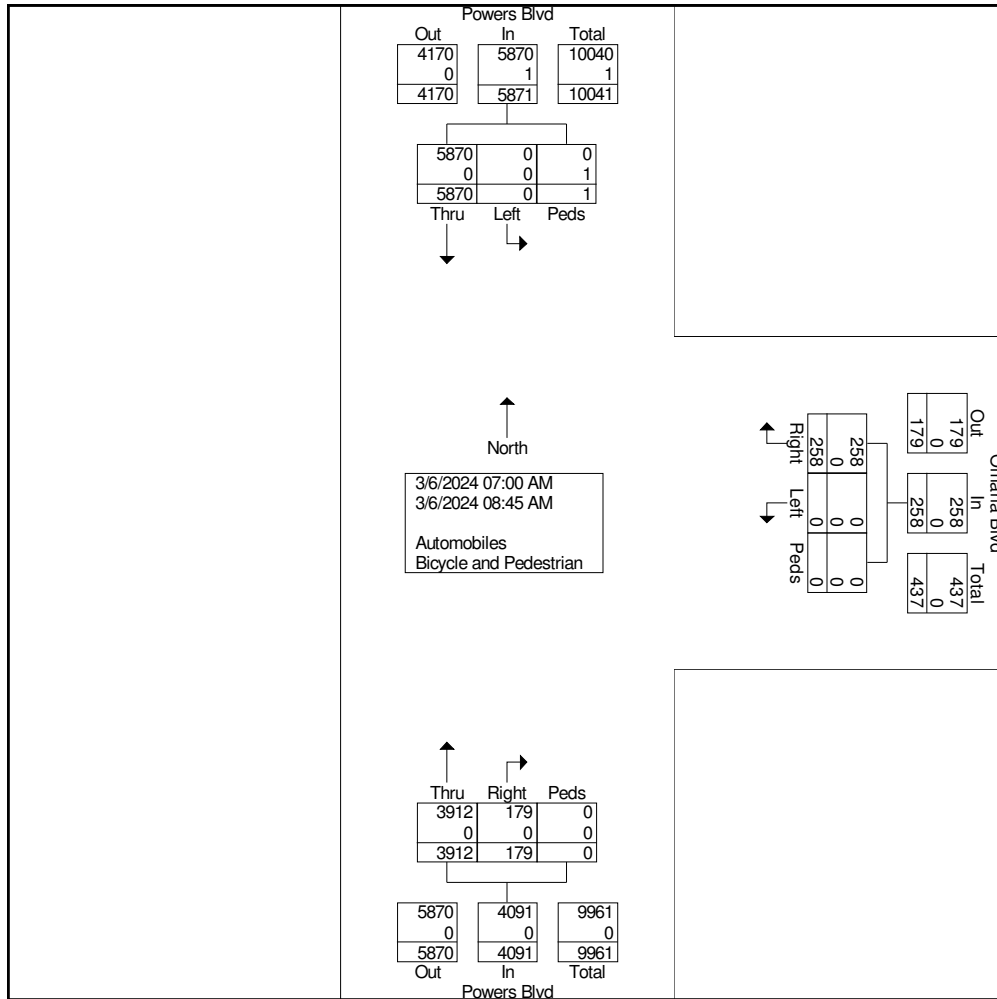 Powers Blvd
Out In Total
4170 5870 10040
0 1 1
4170 5871 10041
5870 0 0
0 0 1
5870 0 1
Thru Left Peds
North
3/6/2024 07:00 AM
3/6/2024 08:45 AM
Automobiles
Bicycle and Pedestrian
Right Left Peds
258 0 0
0 0 0
258 0 0
Blvd
Out In Total
179 258 437
0 0 0
179 258 437
Thru Right Peds
3912 179 0
0 0 0
3912 179 0
5870 4091 9961
0 0 0
5870 4091 9961
Out In Total
Powers Blvd